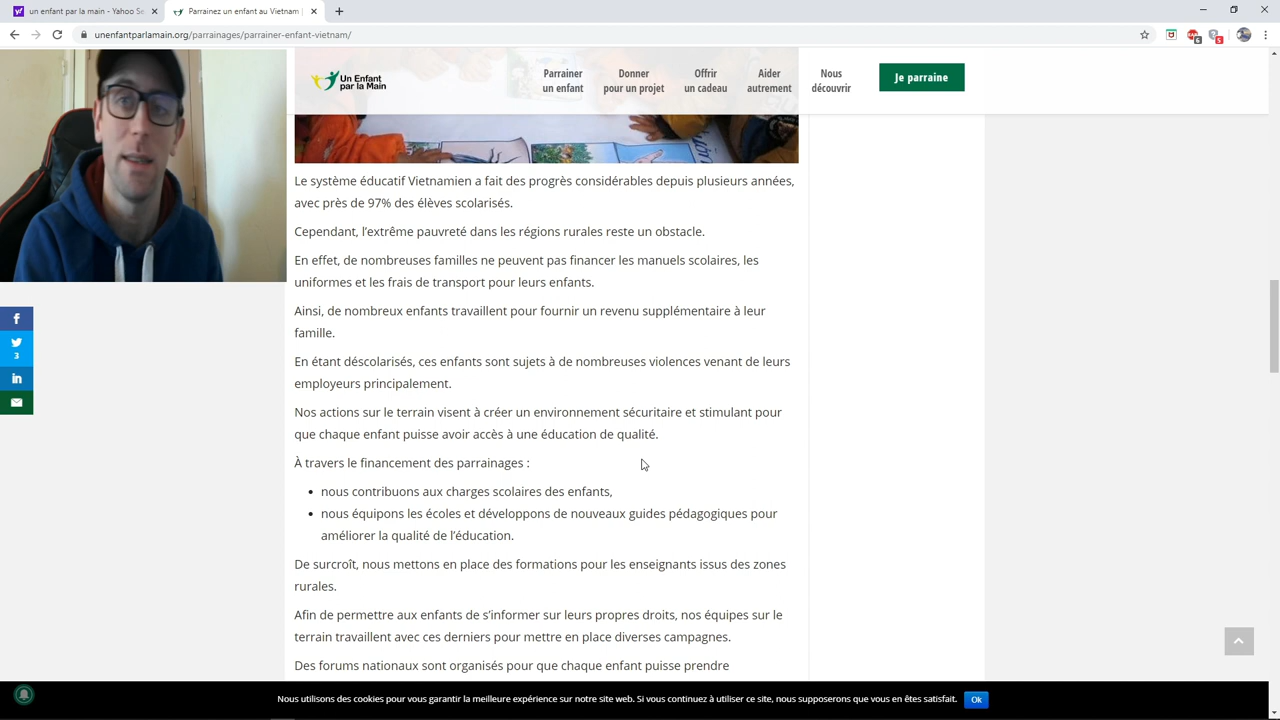 un enfant par la main - Yahoo Se
Parrainez un enfant au Vietnam |
unenfantparlamain.org/parrainages/parrainer-enfant-vietnam/
Un Enfant
par la Main
Parrainer
un enfant
Donner
pour un projet
Offrir
un cadeau
Aider
autrement
Nous
découvrir
Je parraine
Le système éducatif Vietnamien a fait des progrès considérables depuis plusieurs années,
avec près de 97% des élèves scolarisés.
Cependant, l’extrême pauvreté dans les régions rurales reste un obstacle.
En effet, de nombreuses familles ne peuvent pas financer les manuels scolaires, les
uniformes et les frais de transport pour leurs enfants.
Ainsi, de nombreux enfants travaillent pour fournir un revenu supplémentaire à leur
famille.
En étant déscolarisés, ces enfants sont sujets à de nombreuses violences venant de leurs
employeurs principalement.
Nos actions sur le terrain visent à créer un environnement sécuritaire et stimulant pour
que chaque enfant puisse avoir accès à une éducation de qualité.
À travers le financement des parrainages :
• nous contribuons aux charges scolaires des enfants,
• nous équipons les écoles et développons de nouveaux guides pédagogiques pour
améliorer la qualité de l’éducation.
De surcroît, nous mettons en place des formations pour les enseignants issus des zones
rurales.
Afin de permettre aux enfants de s’informer sur leurs propres droits, nos équipes sur le
terrain travaillent avec ces derniers pour mettre en place diverses campagnes.
Des forums nationaux sont organisés pour que chaque enfant puisse prendre
3
Nous utilisons des cookies pour vous garantir la meilleure expérience sur notre site web. Si vous continuez à utiliser ce site, nous supposerons que vous en êtes satisfait.
Ok